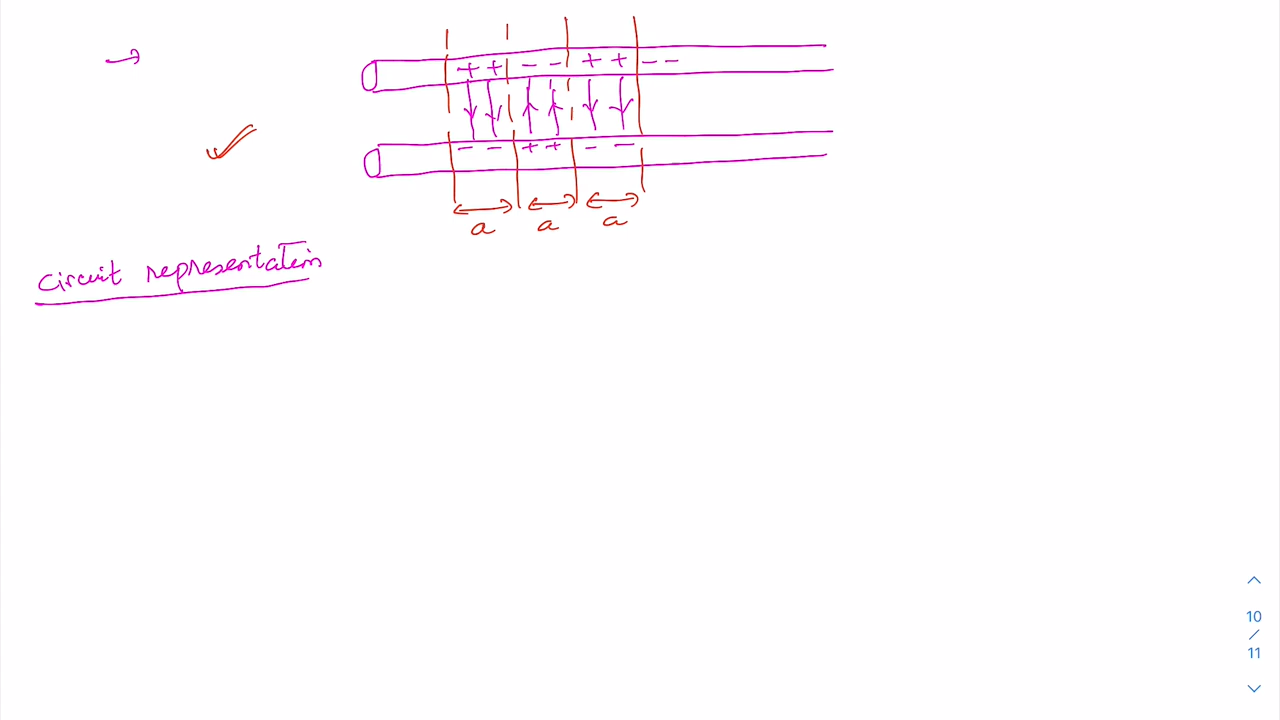 + + - - + + - -
- - + + - -
a a a
Circuit representation
10
/
11